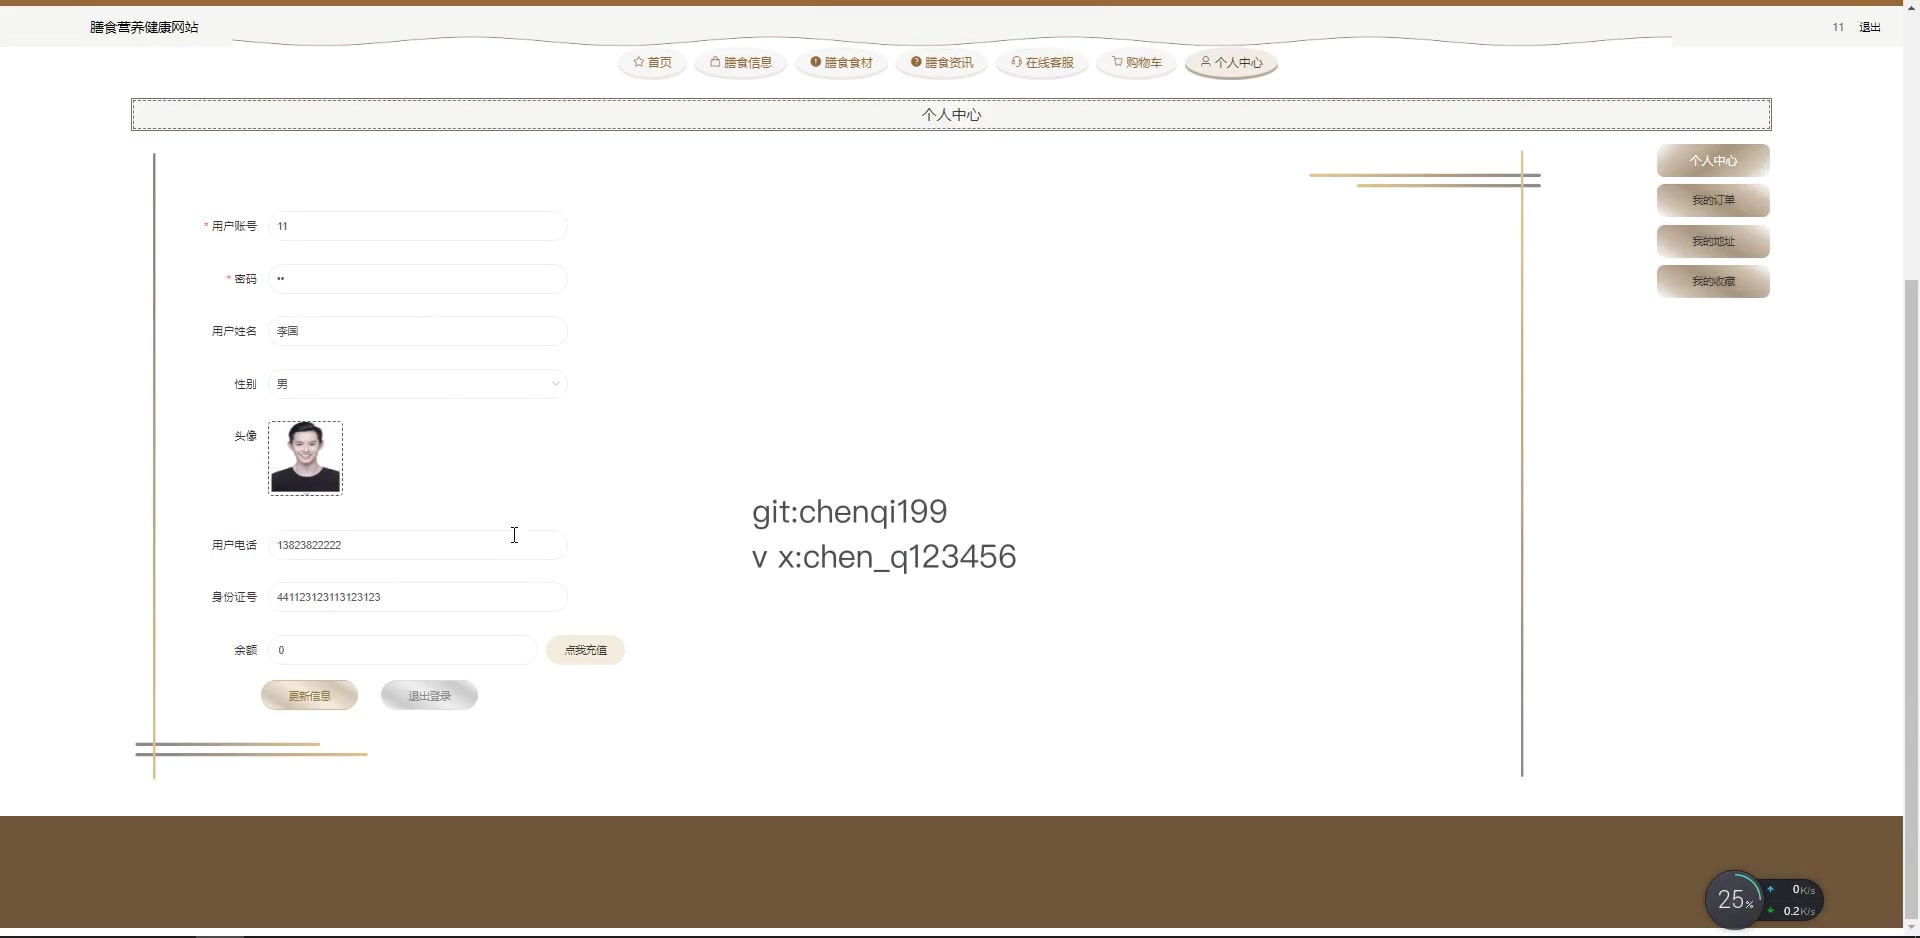 膳食营养健康网站
11 退出
首页 膳食信息 膳食食材 膳食资讯 在线客服 购物车 个人中心
个人中心
个人中心
我的订单
我的地址
我的收藏
* 用户账号 11
* 密码 ••
用户姓名 李国
性别 男
头像
git:chenqi199
v x:chen_q123456
用户电话 13823822222
身份证号 441123123113123123
余额 0 点我充值
更新信息 退出登录
25% 0K/s
0.2K/s